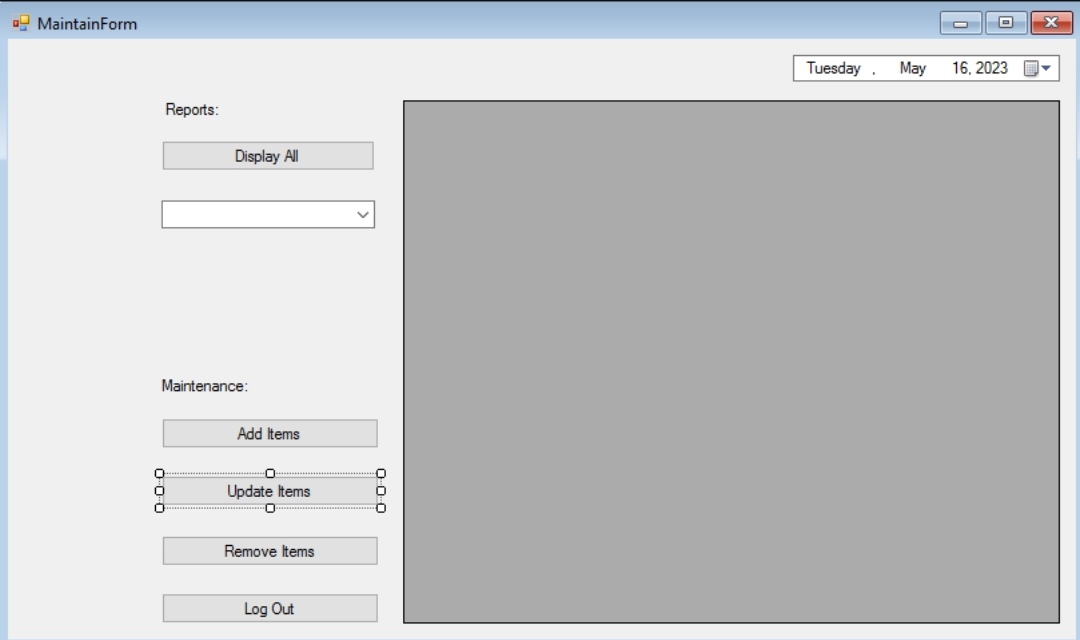 MaintainForm
Tuesday , May 16, 2023
Reports:
Display All
Maintenance:
Add Items
Update Items
Remove Items
Log Out